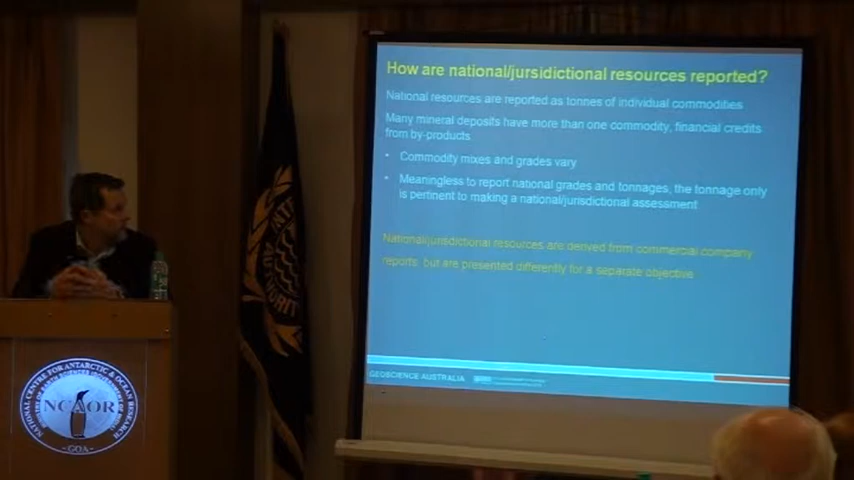 How are national/jursidictional resources reported?
National resources are reported as tonnes of individual commodities
Many mineral deposits have more than one commodity, financial credits
from by-products.
• Commodity mixes and grades vary
• Meaningless to report national grades and tonnages, the tonnage only
is pertinent to making a national/jurisdictional assessment
National/jurisdictional resources are derived from commercial company
reports, but are presented differently for a separate objective
GEOSCIENCE AUSTRALIA
NATIONAL CENTRE FOR ANTARCTIC & OCEAN RESEARCH
NCAOR
GOA